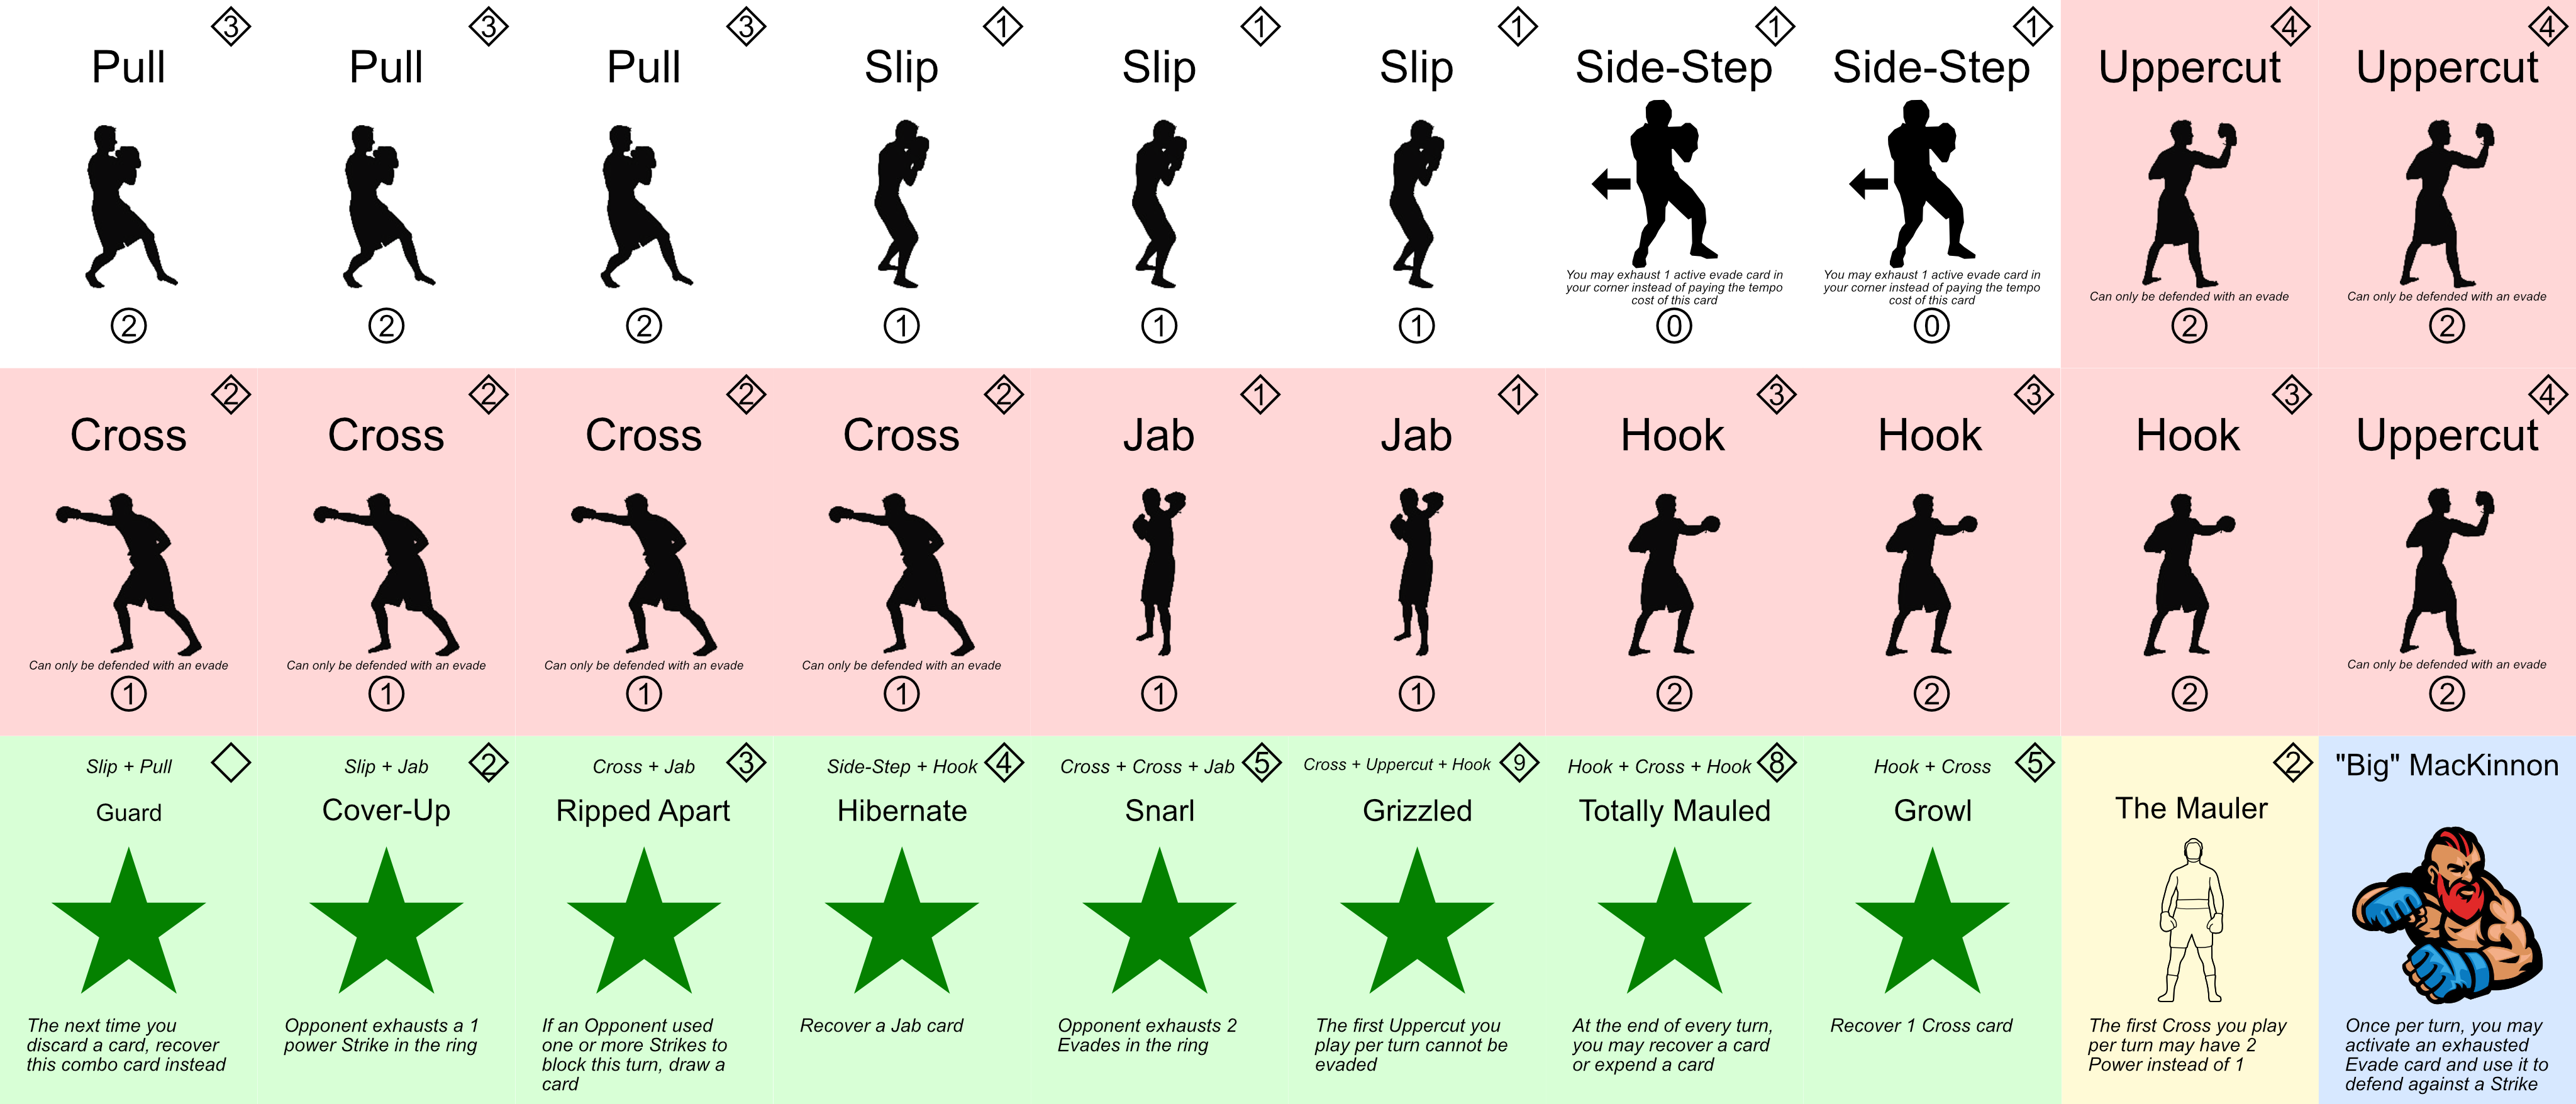 3
Pull
2
3
Pull
2
3
Pull
2
1
Slip
1
1
Slip
1
1
Slip
1
1
Side-Step
You may exhaust 1 active evade card in
your corner instead of paying the tempo
cost of this card
0
1
Side-Step
You may exhaust 1 active evade card in
your corner instead of paying the tempo
cost of this card
0
4
Uppercut
Can only be defended with an evade
2
4
Uppercut
Can only be defended with an evade
2
2
Cross
Can only be defended with an evade
1
2
Cross
Can only be defended with an evade
1
2
Cross
Can only be defended with an evade
1
2
Cross
Can only be defended with an evade
1
1
Jab
1
1
Jab
1
3
Hook
2
3
Hook
2
3
Hook
2
4
Uppercut
Can only be defended with an evade
2
Slip + Pull
Guard
The next time you
discard a card, recover
this combo card instead
Slip + Jab
2
Cover-Up
Opponent exhausts a 1
power Strike in the ring
Cross + Jab
3
Ripped Apart
If an Opponent used
one or more Strikes to
block this turn, draw a
card
Side-Step + Hook
4
Hibernate
Recover a Jab card
Cross + Cross + Jab
5
Snarl
Opponent exhausts 2
Evades in the ring
Cross + Uppercut + Hook
9
Grizzled
The first Uppercut you
play per turn cannot be
evaded
Hook + Cross + Hook
8
Totally Mauled
At the end of every turn,
you may recover a card
or expend a card
Hook + Cross
5
Growl
Recover 1 Cross card
2
The Mauler
The first Cross you play
per turn may have 2
Power instead of 1
"Big" MacKinnon
Once per turn, you may
activate an exhausted
Evade card and use it to
defend against a Strike